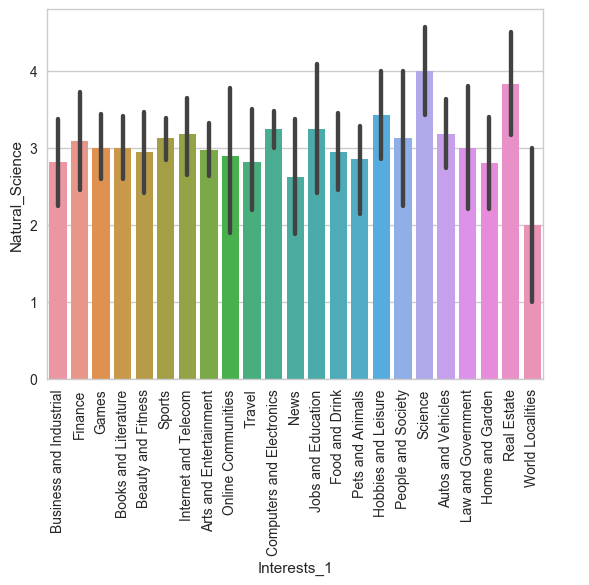 4
3
2
1
0
Natural_Science
Business and Industrial
Finance
Games
Books and Literature
Beauty and Fitness
Sports
Internet and Telecom
Arts and Entertainment
Online Communities
Travel
Computers and Electronics
News
Jobs and Education
Food and Drink
Pets and Animals
Hobbies and Leisure
People and Society
Science
Autos and Vehicles
Law and Government
Home and Garden
Real Estate
World Localities
Interests_1